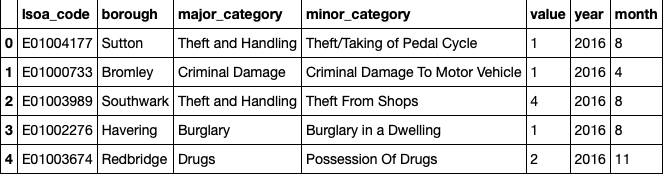 lsoa_code borough major_category minor_category value year month
0 E01004177 Sutton Theft and Handling Theft/Taking of Pedal Cycle 1 2016 8
1 E01000733 Bromley Criminal Damage Criminal Damage To Motor Vehicle 1 2016 4
2 E01003989 Southwark Theft and Handling Theft From Shops 4 2016 8
3 E01002276 Havering Burglary Burglary in a Dwelling 1 2016 8
4 E01003674 Redbridge Drugs Possession Of Drugs 2 2016 11